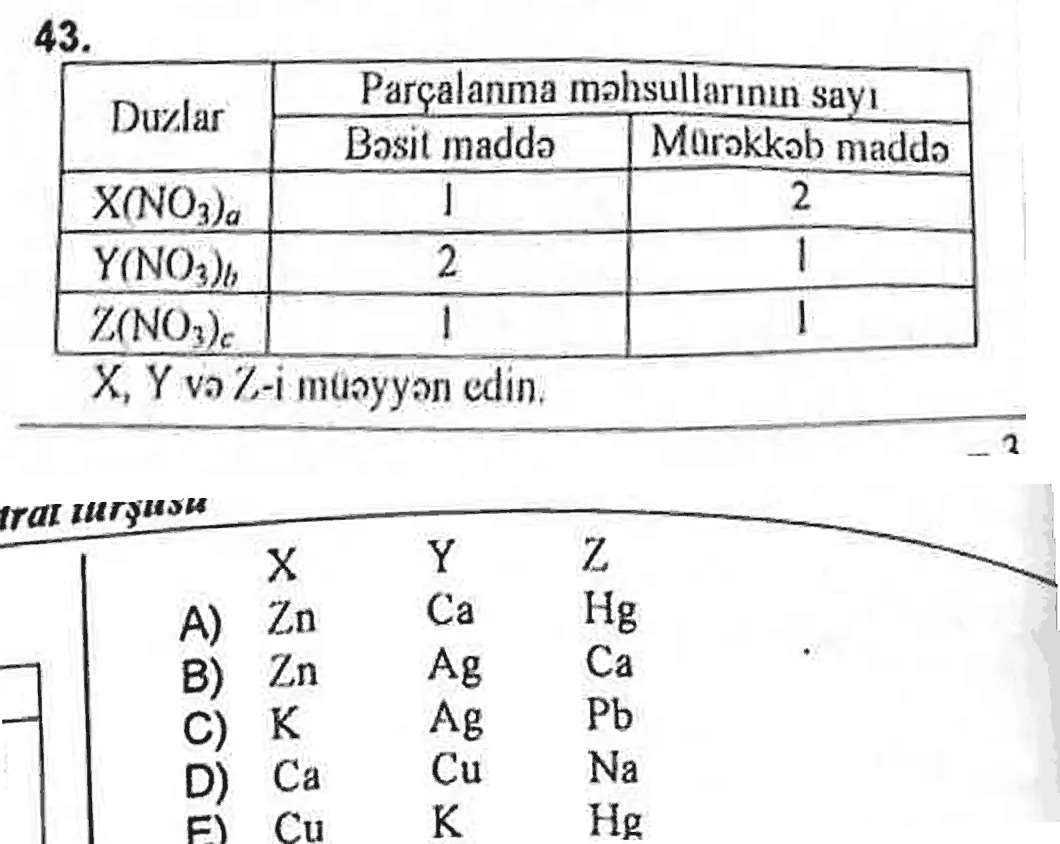 43.
Duzlar Parçalanma məhsullarının sayı
Bəsit maddə Mürəkkəb maddə
X(NO₃)ₐ 1 2
Y(NO₃)b 2 1
Z(NO₃)c 1 1
X, Y və Z-i müəyyən edin.
turşusu
X Y Z
A) Zn Ca Hg
B) Zn Ag Ca
C) K Ag Pb
D) Ca Cu Na
E) Cu K Hg